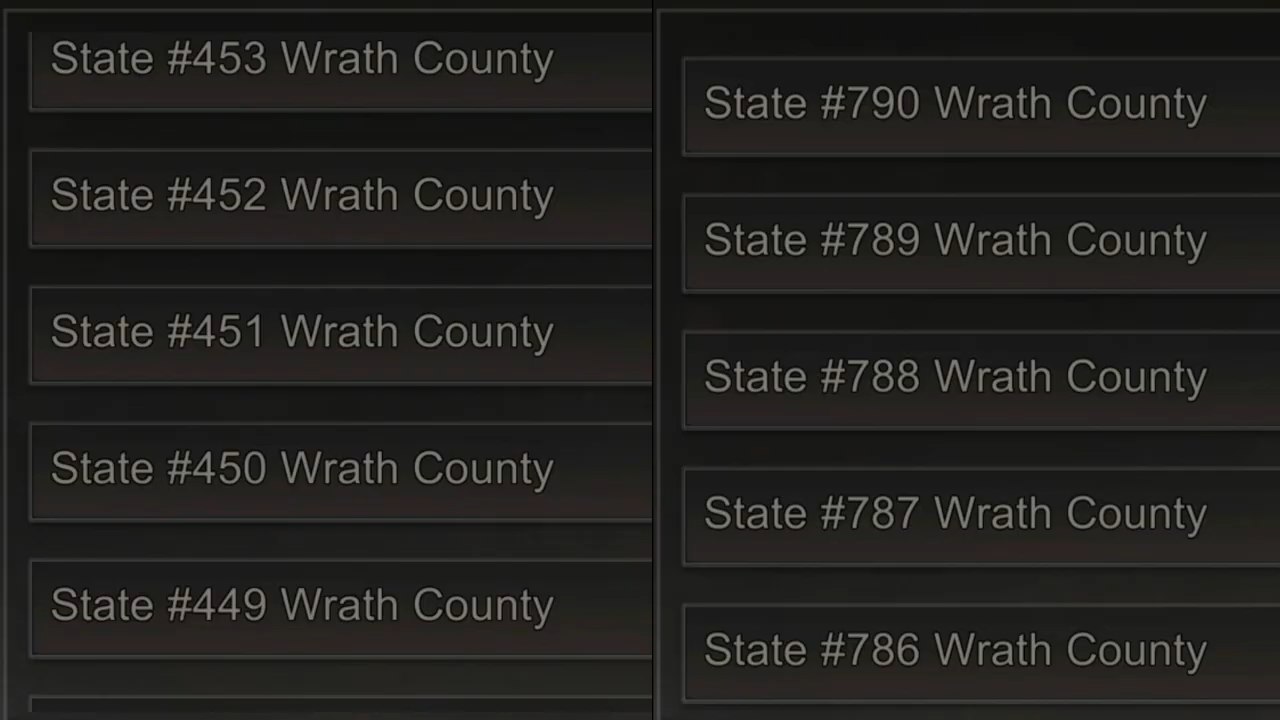 State #453 Wrath County
State #452 Wrath County
State #451 Wrath County
State #450 Wrath County
State #449 Wrath County
State #790 Wrath County
State #789 Wrath County
State #788 Wrath County
State #787 Wrath County
State #786 Wrath County